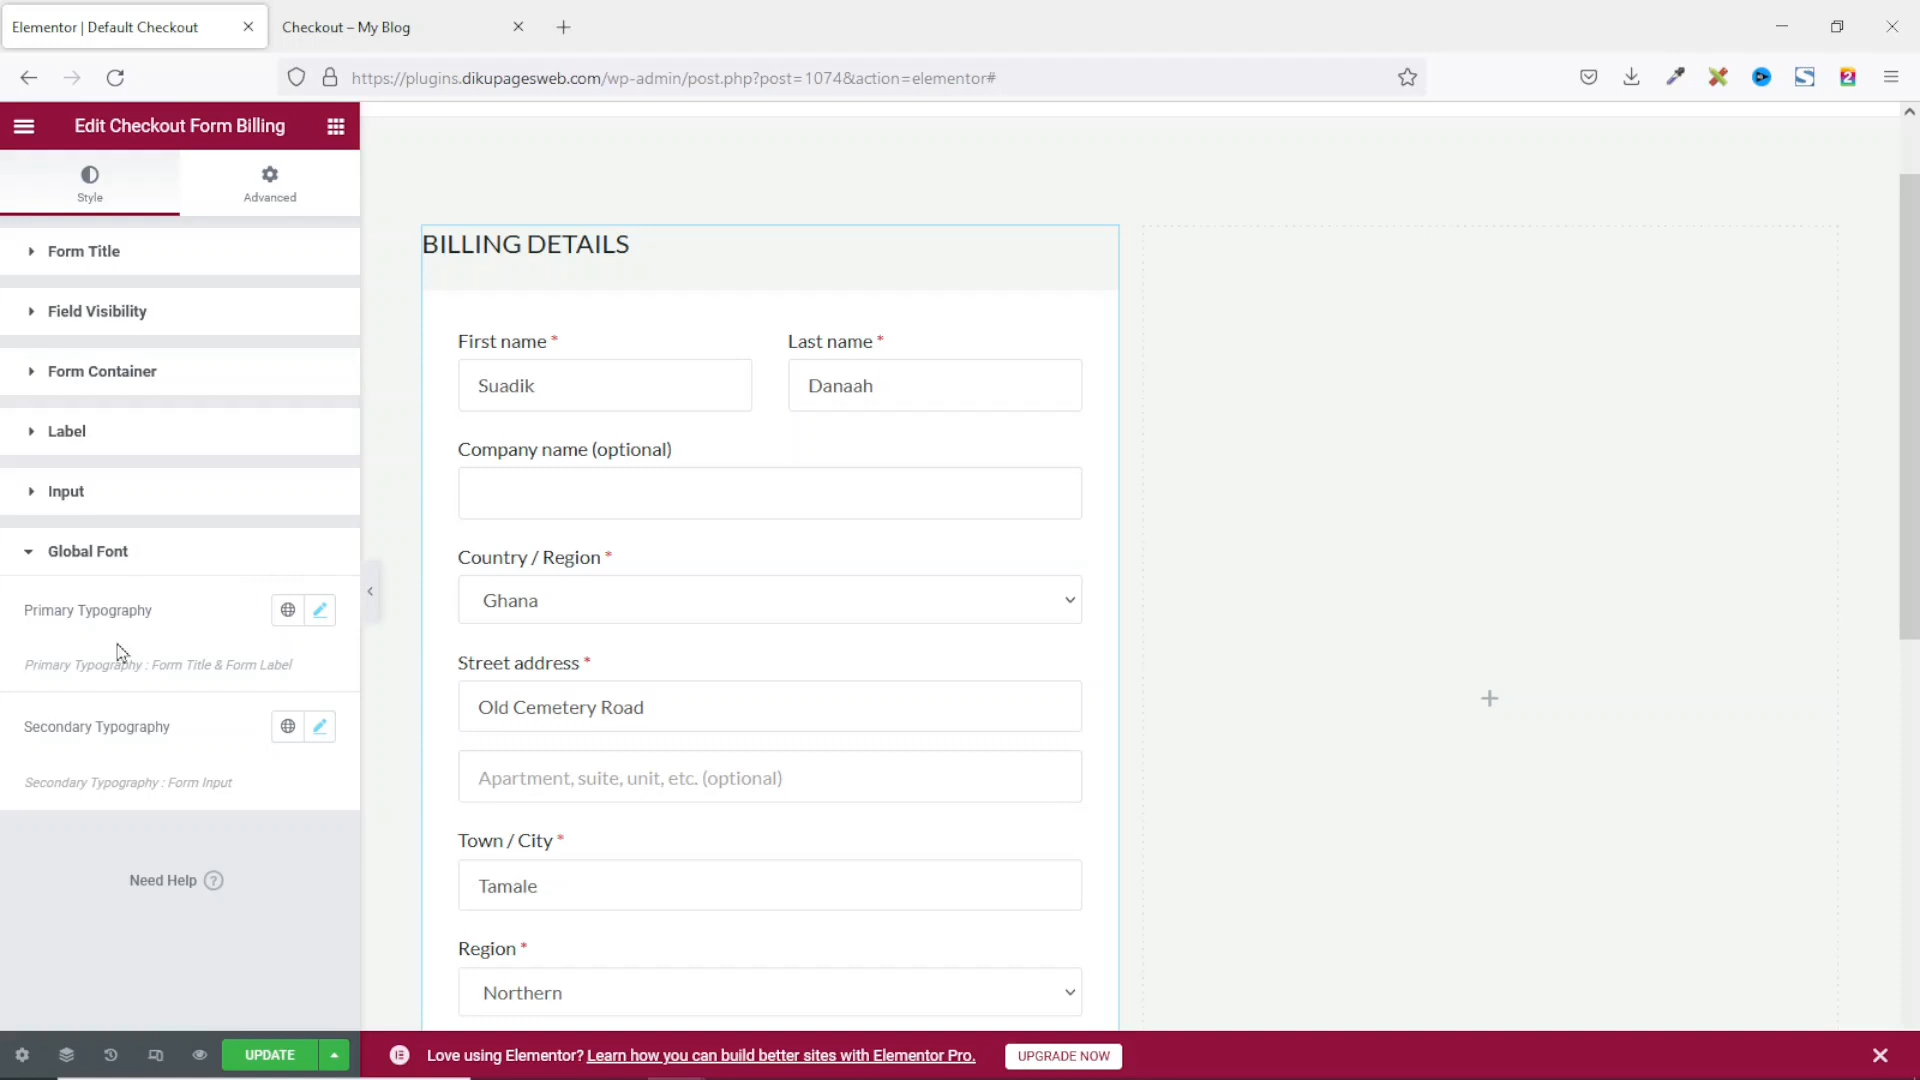 Elementor | Default Checkout
Checkout – My Blog
https://plugins.dikupagesweb.com/wp-admin/post.php?post=1074&action=elementor#
2
Edit Checkout Form Billing
Style
Advanced
Form Title
Field Visibility
Form Container
Label
Input
Global Font
Primary Typography
Primary Typography : Form Title & Form Label
Secondary Typography
Secondary Typography : Form Input
Need Help ?
UPDATE
BILLING DETAILS
First name *
Last name *
Suadik
Danaah
Company name (optional)
Country / Region *
Ghana
Street address *
Old Cemetery Road
Apartment, suite, unit, etc. (optional)
Town / City *
Tamale
Region *
Northern
Love using Elementor? Learn how you can build better sites with Elementor Pro.
UPGRADE NOW